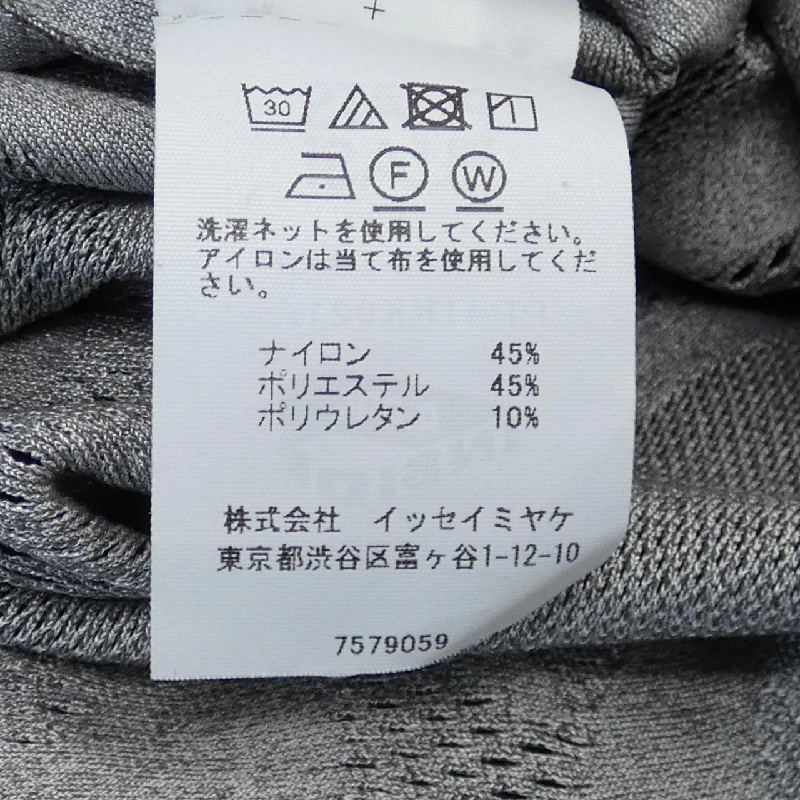 30
F W
洗濯ネットを使用してください。
アイロンは当て布を使用してくだ
さい。
ナイロン 45%
ポリエステル 45%
ポリウレタン 10%
株式会社 イッセイミヤケ
東京都渋谷区富ヶ谷1-12-10
7579059